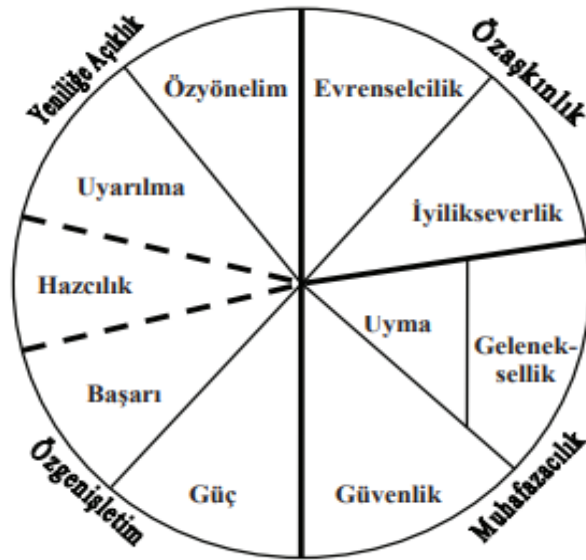 Yeniliğe Açıklık
Özaşkınlık
Özyönelim
Evrenselcilik
Uyarılma
İyilikseverlik
Hazcılık
Uyma
Gelenek-
sellik
Başarı
Güç
Güvenlik
Özgenişletim
Muhafazacılık